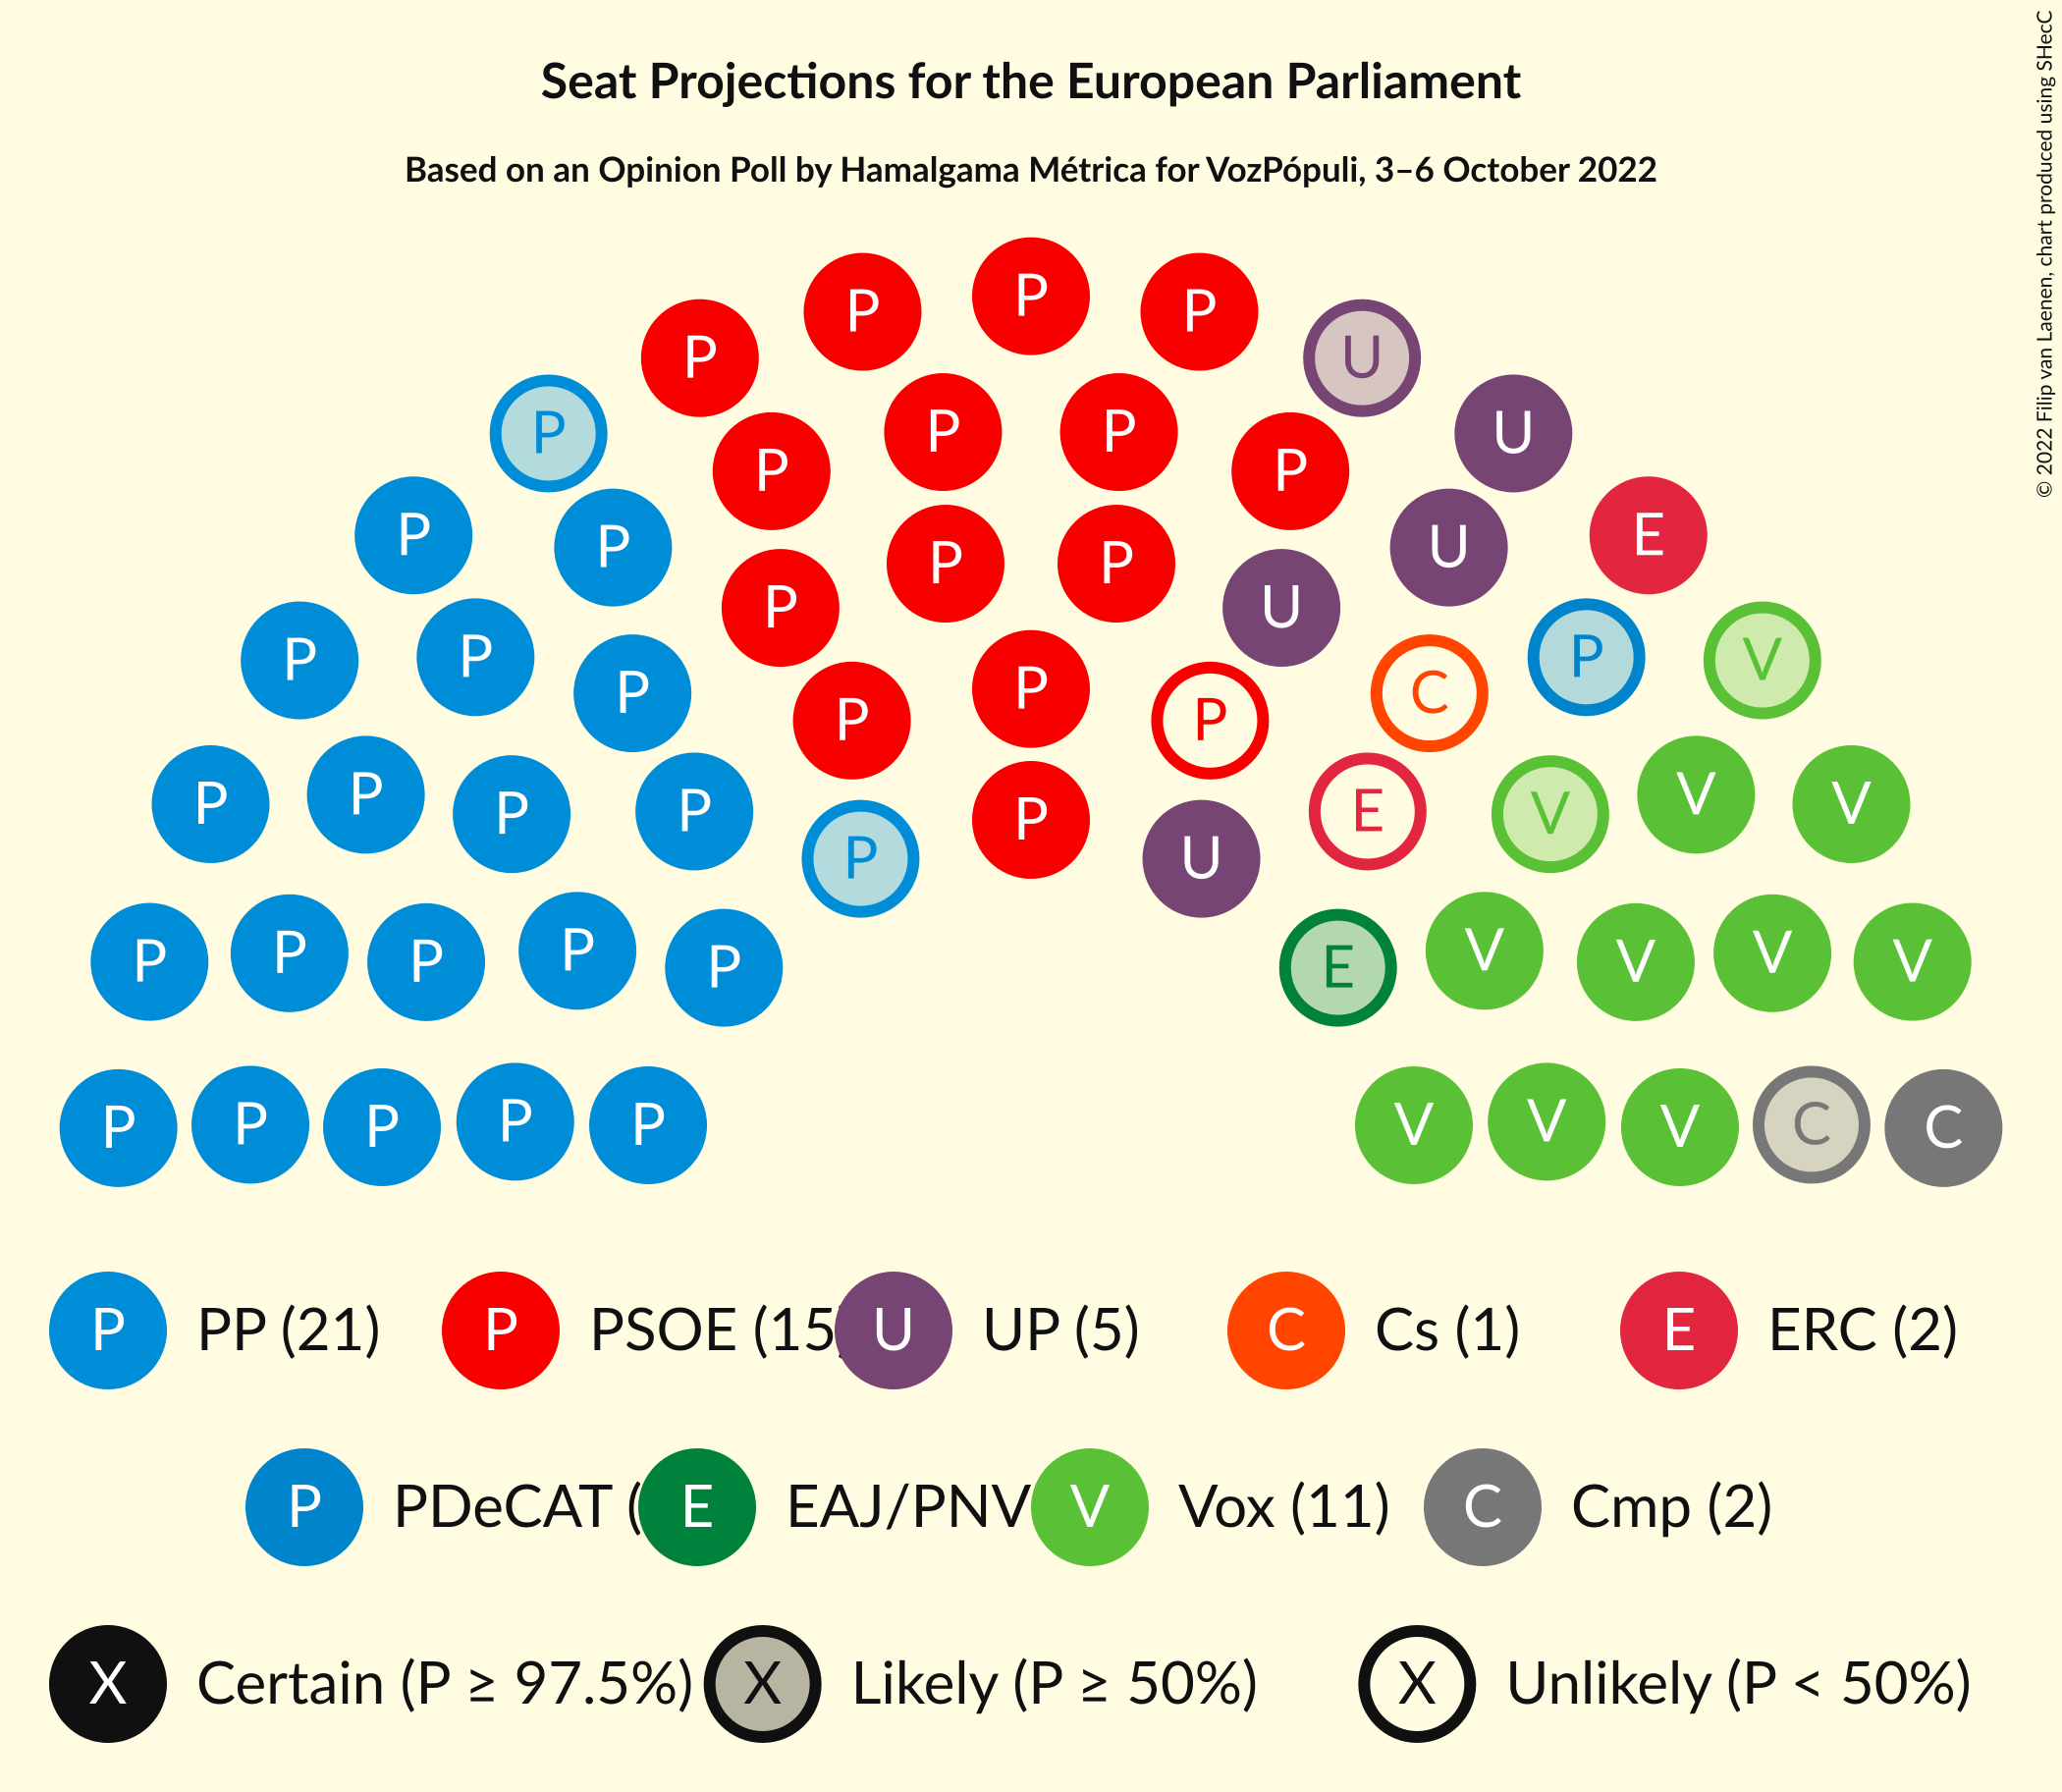 Seat Projections for the European Parliament
Based on an Opinion Poll by Hamalgama Métrica for VozPópuli, 3–6 October 2022
© 2022 Filip van Laenen, chart produced using SHecC
P
P P
P P
P U
P U
P P
P P
P U
P P
P E
P P
P U
P P
P V
P C
P P
P E
P V
P V
P V
P U
P V
P V
P V
P V
P E
P V
P V
P V
P C
P C
P PP (21) P PSOE (15 U UP (5) C Cs (1) E ERC (2)
P PDeCAT ( E EAJ/PNV V Vox (11) C Cmp (2)
X Certain (P ≥ 97.5%) X Likely (P ≥ 50%) X Unlikely (P < 50%)